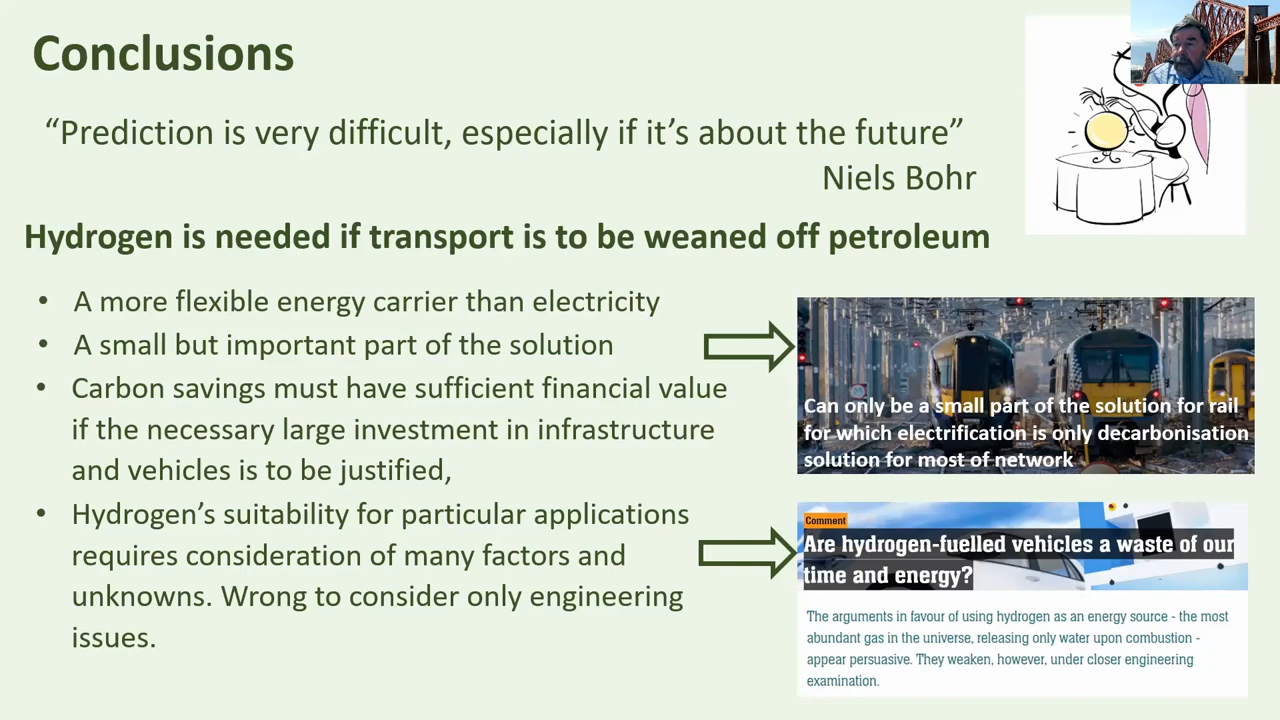 Conclusions
“Prediction is very difficult, especially if it’s about the future”
Niels Bohr
Hydrogen is needed if transport is to be weaned off petroleum
• A more flexible energy carrier than electricity
• A small but important part of the solution
• Carbon savings must have sufficient financial value
if the necessary large investment in infrastructure
and vehicles is to be justified,
• Hydrogen’s suitability for particular applications
requires consideration of many factors and
unknowns. Wrong to consider only engineering
issues.
Can only be a small part of the solution for rail
for which electrification is only decarbonisation
solution for most of network
Comment
Are hydrogen-fuelled vehicles a waste of our
time and energy?
The arguments in favour of using hydrogen as an energy source - the most
abundant gas in the universe, releasing only water upon combustion -
appear persuasive. They weaken, however, under closer engineering
examination.